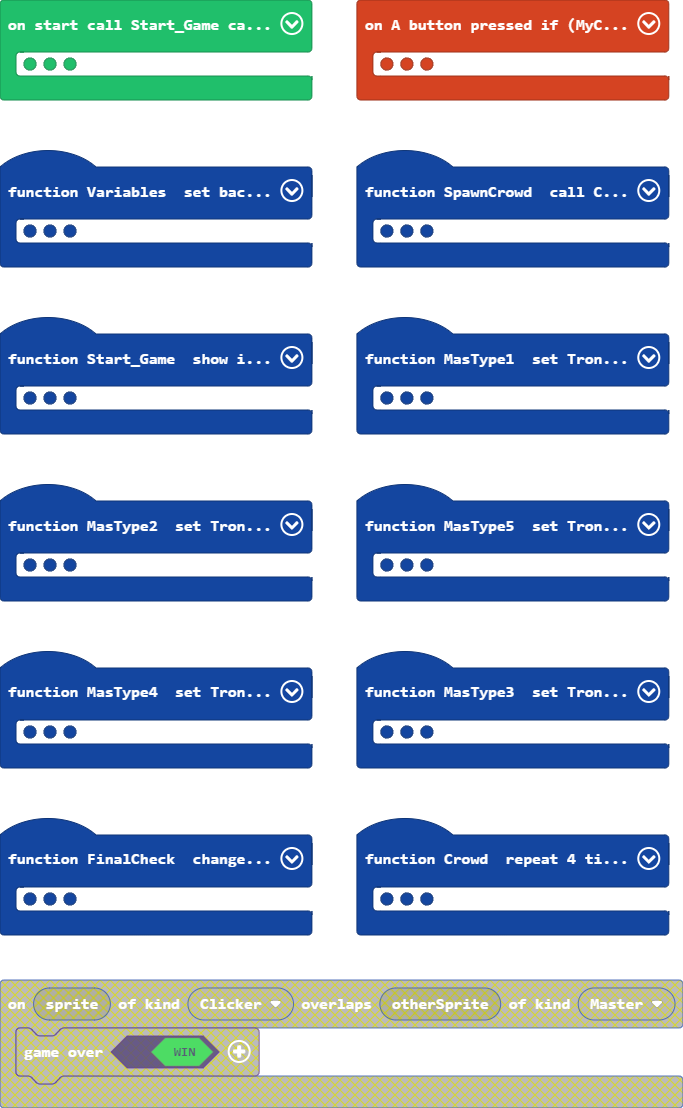 on start call Start_Game ca...
on A button pressed if (MyC...
function Variables set bac...
function SpawnCrowd call C...
function Start_Game show i...
function MasType1 set Tron...
function MasType2 set Tron...
function MasType5 set Tron...
function MasType4 set Tron...
function MasType3 set Tron...
function FinalCheck change...
function Crowd repeat 4 ti...
on sprite of kind Clicker overlaps otherSprite of kind Master
game over WIN